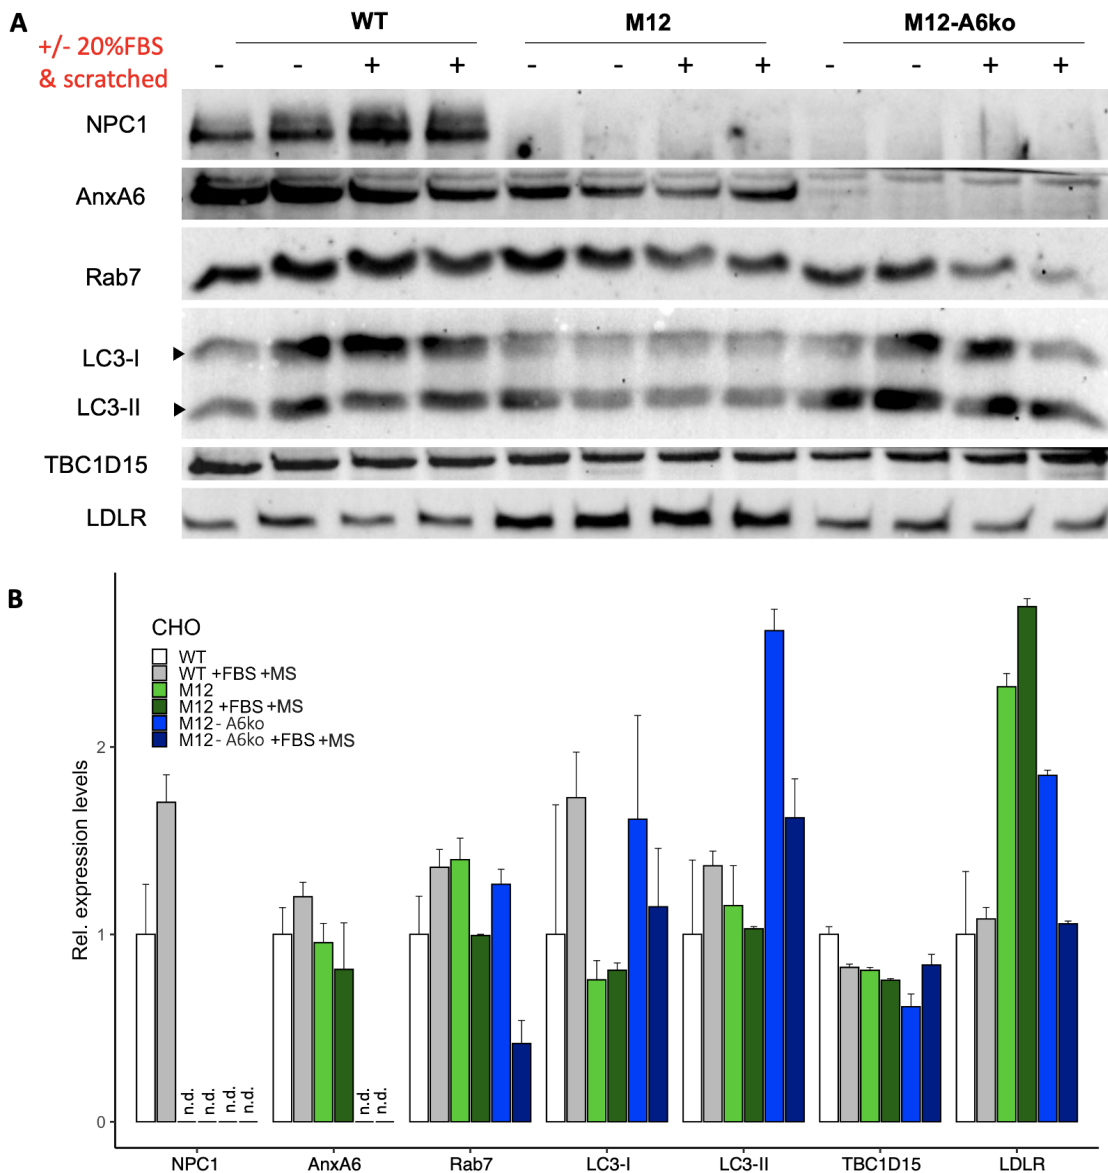 A
WT M12 M12-A6ko
+/- 20%FBS
& scratched
- - + + - - + + - - + +
NPC1
AnxA6
Rab7
LC3-I
LC3-II
TBC1D15
LDLR
B
CHO
WT
WT +FBS +MS
M12
M12 +FBS +MS
M12- A6ko
M12- A6ko +FBS +MS
Rel. expression levels
2
1
0
n.d. n.d. n.d. n.d. n.d. n.d.
NPC1 AnxA6 Rab7 LC3-I LC3-II TBC1D15 LDLR